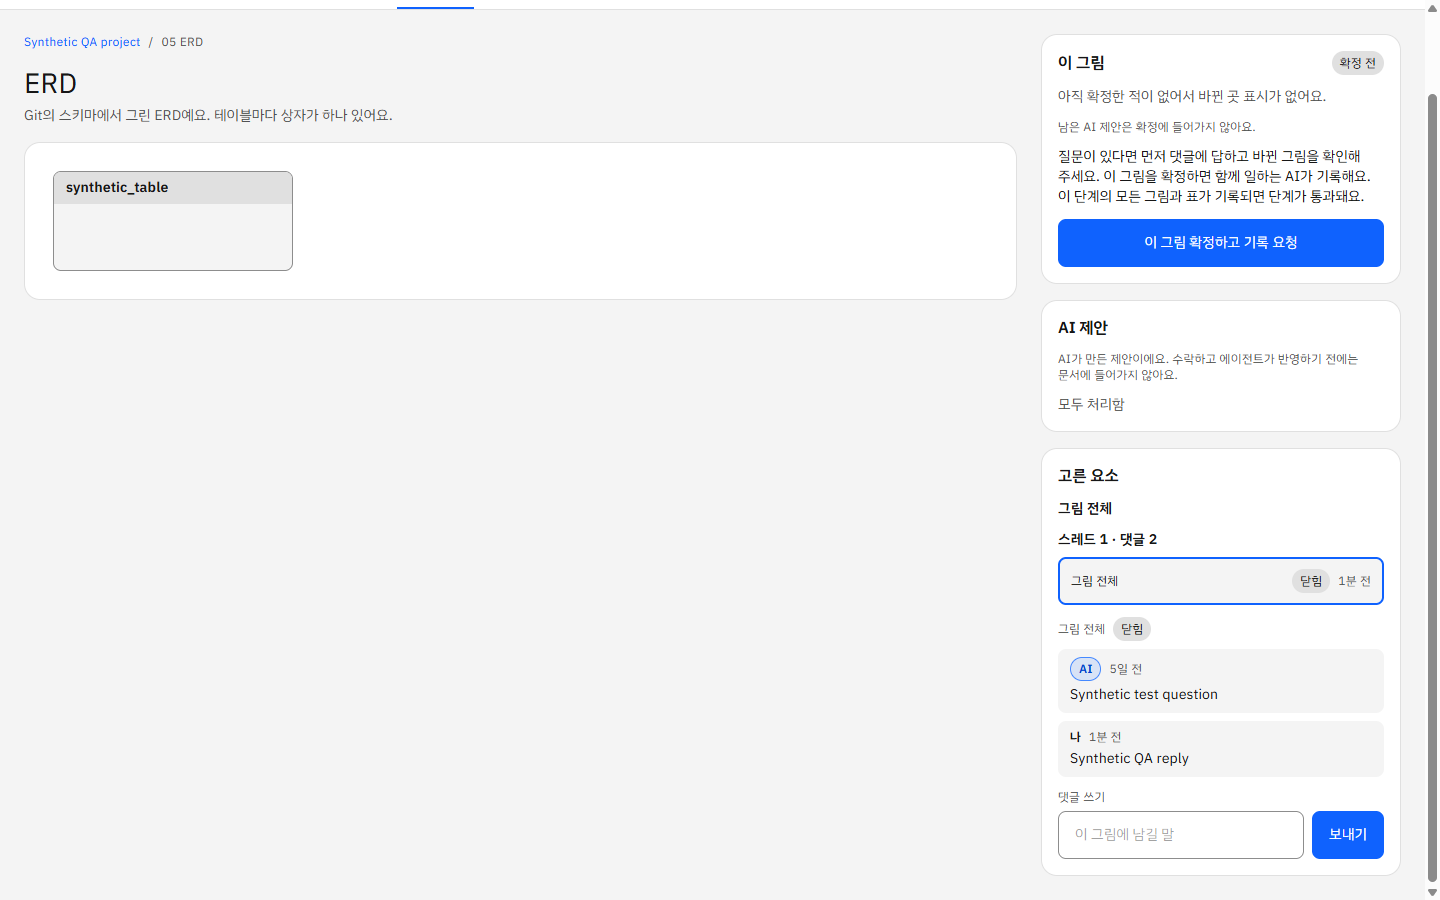 Synthetic QA project / 05 ERD
ERD
Git의 스키마에서 그린 ERD예요. 테이블마다 상자가 하나 있어요.
synthetic_table
이 그림 확정 전
아직 확정한 적이 없어서 바뀐 곳 표시가 없어요.
남은 AI 제안은 확정에 들어가지 않아요.
질문이 있다면 먼저 댓글에 답하고 바뀐 그림을 확인해
주세요. 이 그림을 확정하면 함께 일하는 AI가 기록해요.
이 단계의 모든 그림과 표가 기록되면 단계가 통과돼요.
이 그림 확정하고 기록 요청
AI 제안
AI가 만든 제안이에요. 수락하고 에이전트가 반영하기 전에는
문서에 들어가지 않아요.
모두 처리함
고른 요소
그림 전체
스레드 1 · 댓글 2
그림 전체 닫힘 1분 전
그림 전체 닫힘
AI 5일 전
Synthetic test question
나 1분 전
Synthetic QA reply
댓글 쓰기
이 그림에 남길 말 보내기